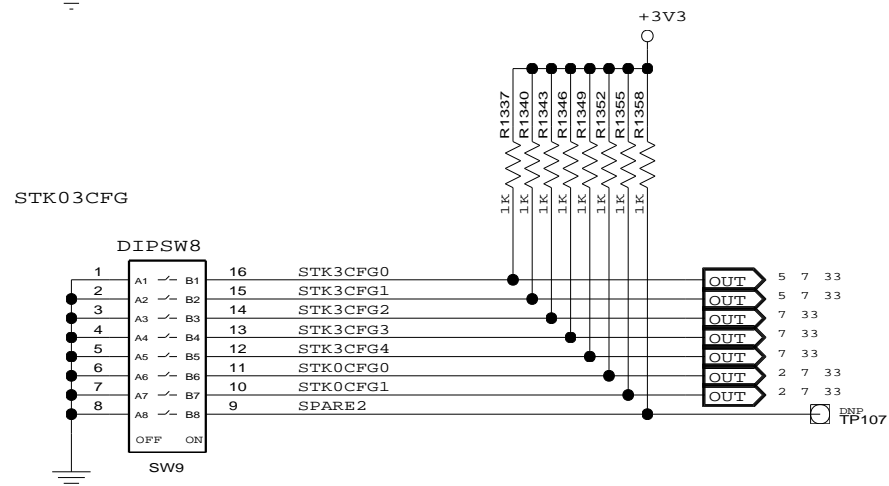 +3V3
R1337
R1340
R1343
R1346
R1349
R1352
R1355
R1358
1K
1K
1K
1K
1K
1K
1K
1K
STK03CFG
DIPSW8
1 A1 B1 16 STK3CFG0 OUT 5 7 33
2 A2 B2 15 STK3CFG1 OUT 5 7 33
3 A3 B3 14 STK3CFG2 OUT 7 33
4 A4 B4 13 STK3CFG3 OUT 7 33
5 A5 B5 12 STK3CFG4 OUT 7 33
6 A6 B6 11 STK0CFG0 OUT 2 7 33
7 A7 B7 10 STK0CFG1 OUT 2 7 33
8 A8 B8 9 SPARE2 DNP
TP107
OFF ON
SW9